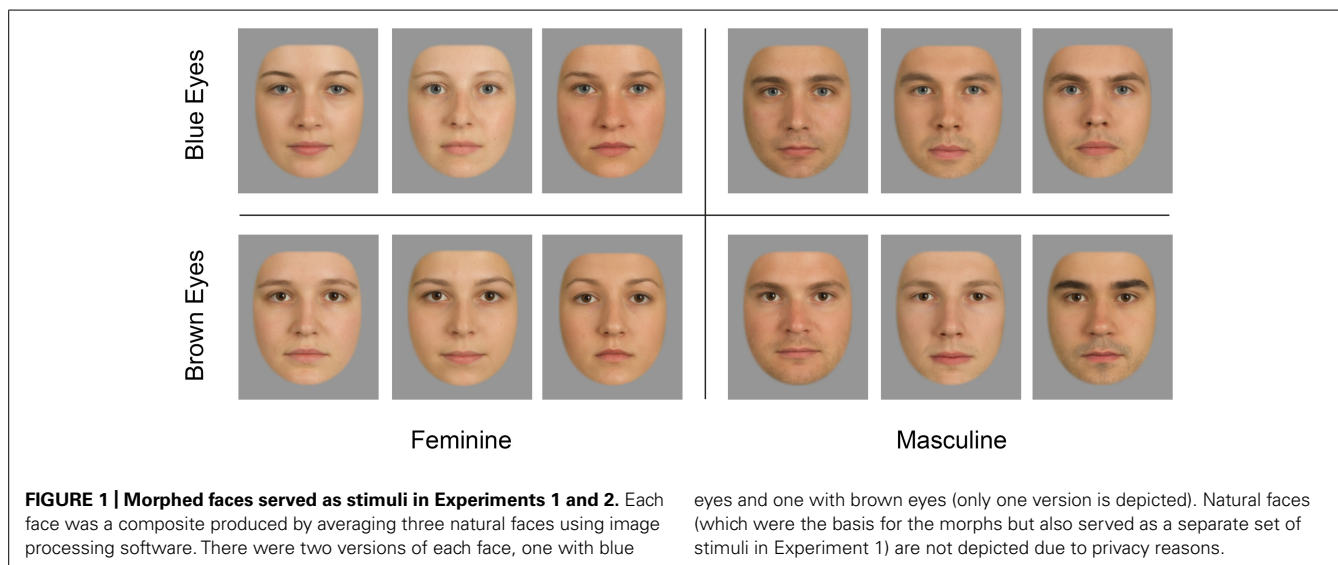 Blue Eyes
Brown Eyes
Feminine
Masculine
FIGURE 1 | Morphed faces served as stimuli in Experiments 1 and 2. Each
face was a composite produced by averaging three natural faces using image
processing software. There were two versions of each face, one with blue
eyes and one with brown eyes (only one version is depicted). Natural faces
(which were the basis for the morphs but also served as a separate set of
stimuli in Experiment 1) are not depicted due to privacy reasons.